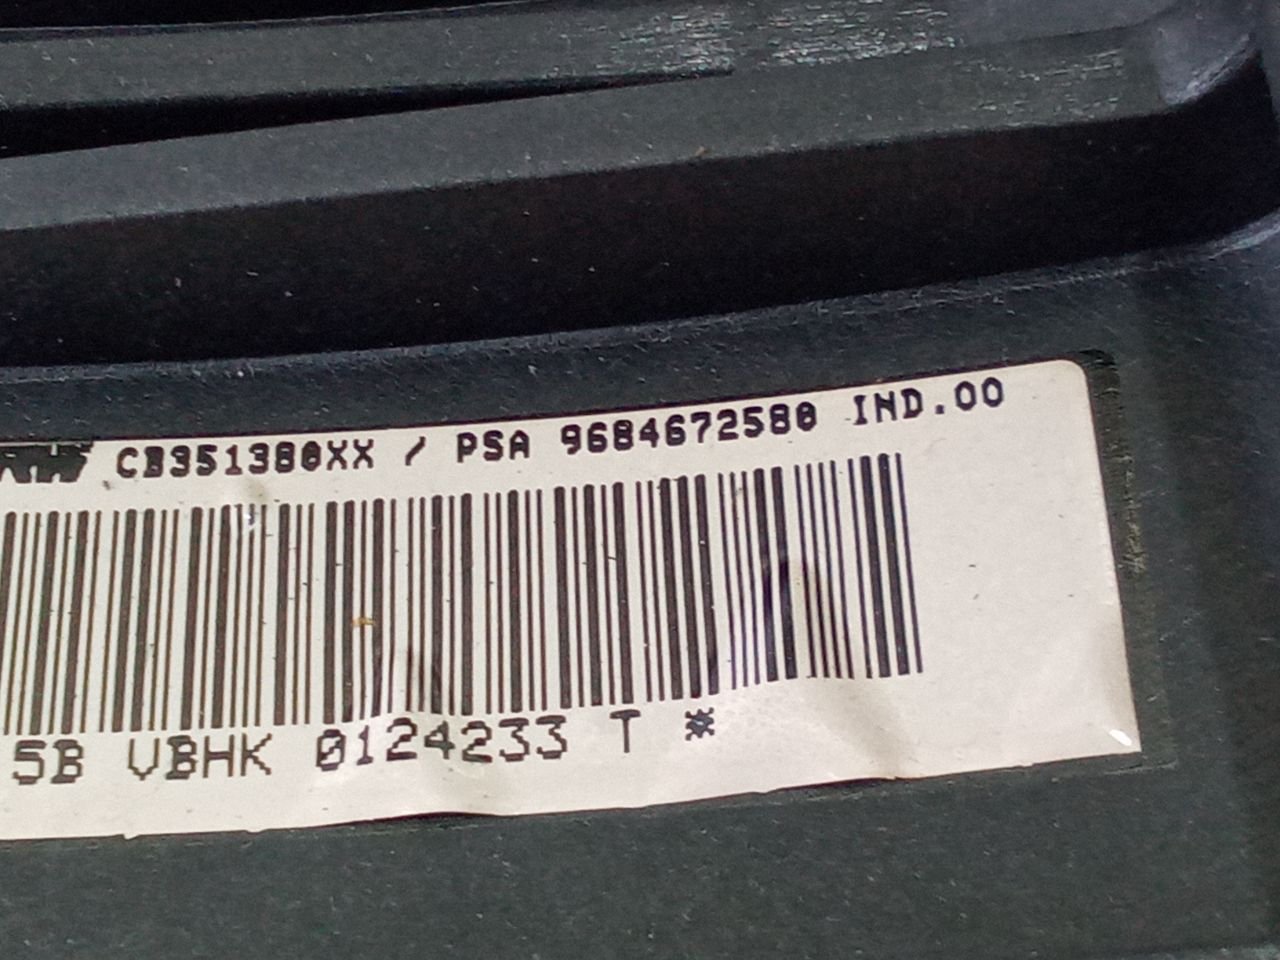 CB351380XX / PSA 9684672580 IND.00
5B VBHK 0124233 T *